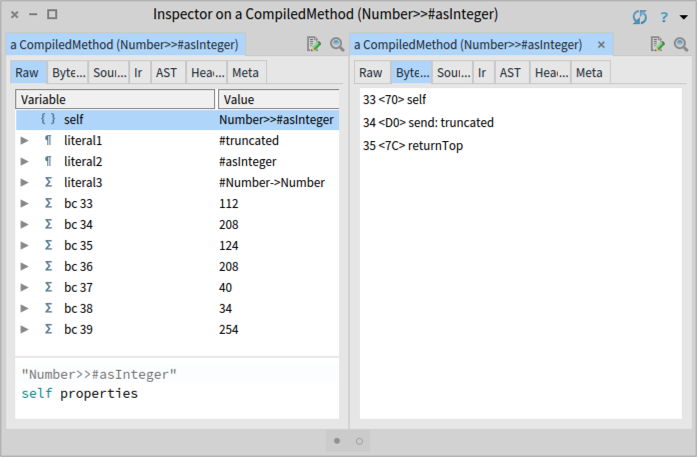 Inspector on a CompiledMethod (Number>>#asInteger)
a CompiledMethod (Number>>#asInteger)
Raw Byte... Sou... Ir AST Hea... Meta
Variable Value
{ } self Number>>#asInteger
¶ literal1 #truncated
¶ literal2 #asInteger
Σ literal3 #Number->Number
Σ bc 33 112
Σ bc 34 208
Σ bc 35 124
Σ bc 36 208
Σ bc 37 40
Σ bc 38 34
Σ bc 39 254
"Number>>#asInteger"
self properties
a CompiledMethod (Number>>#asInteger)
Raw Byte... Sou... Ir AST Hea... Meta
33 <70> self
34 <D0> send: truncated
35 <7C> returnTop